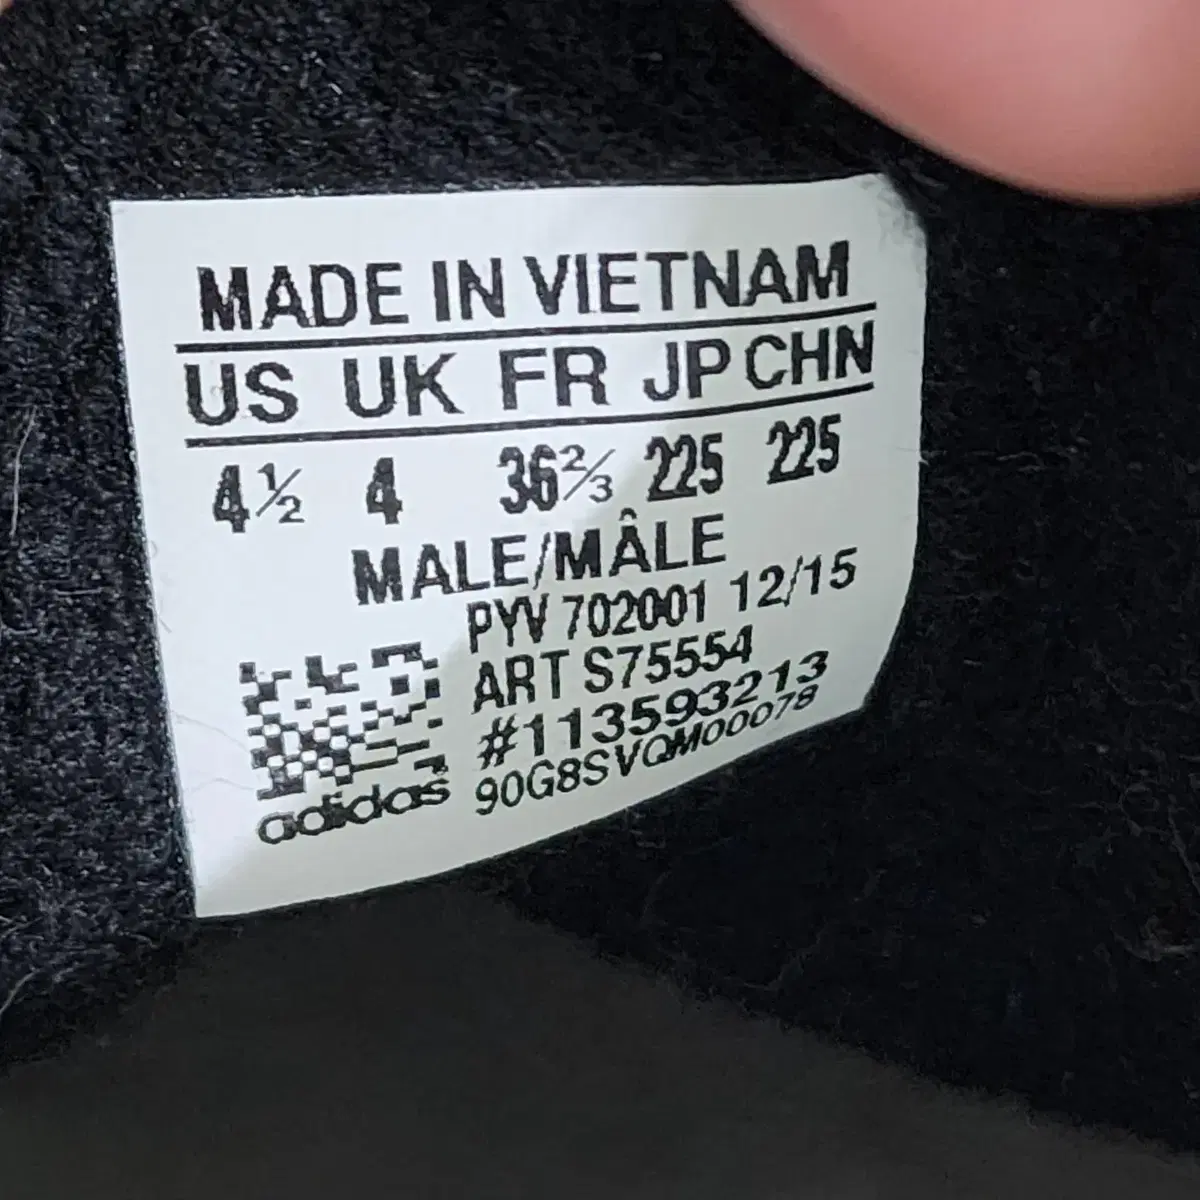 MADE IN VIETNAM
US UK FR JP CHN
4½ 4 36⅔ 225 225
MALE/MÂLE
PYV 702001 12/15
ART S75554
#113593213
90G8SVQM00078
adidas